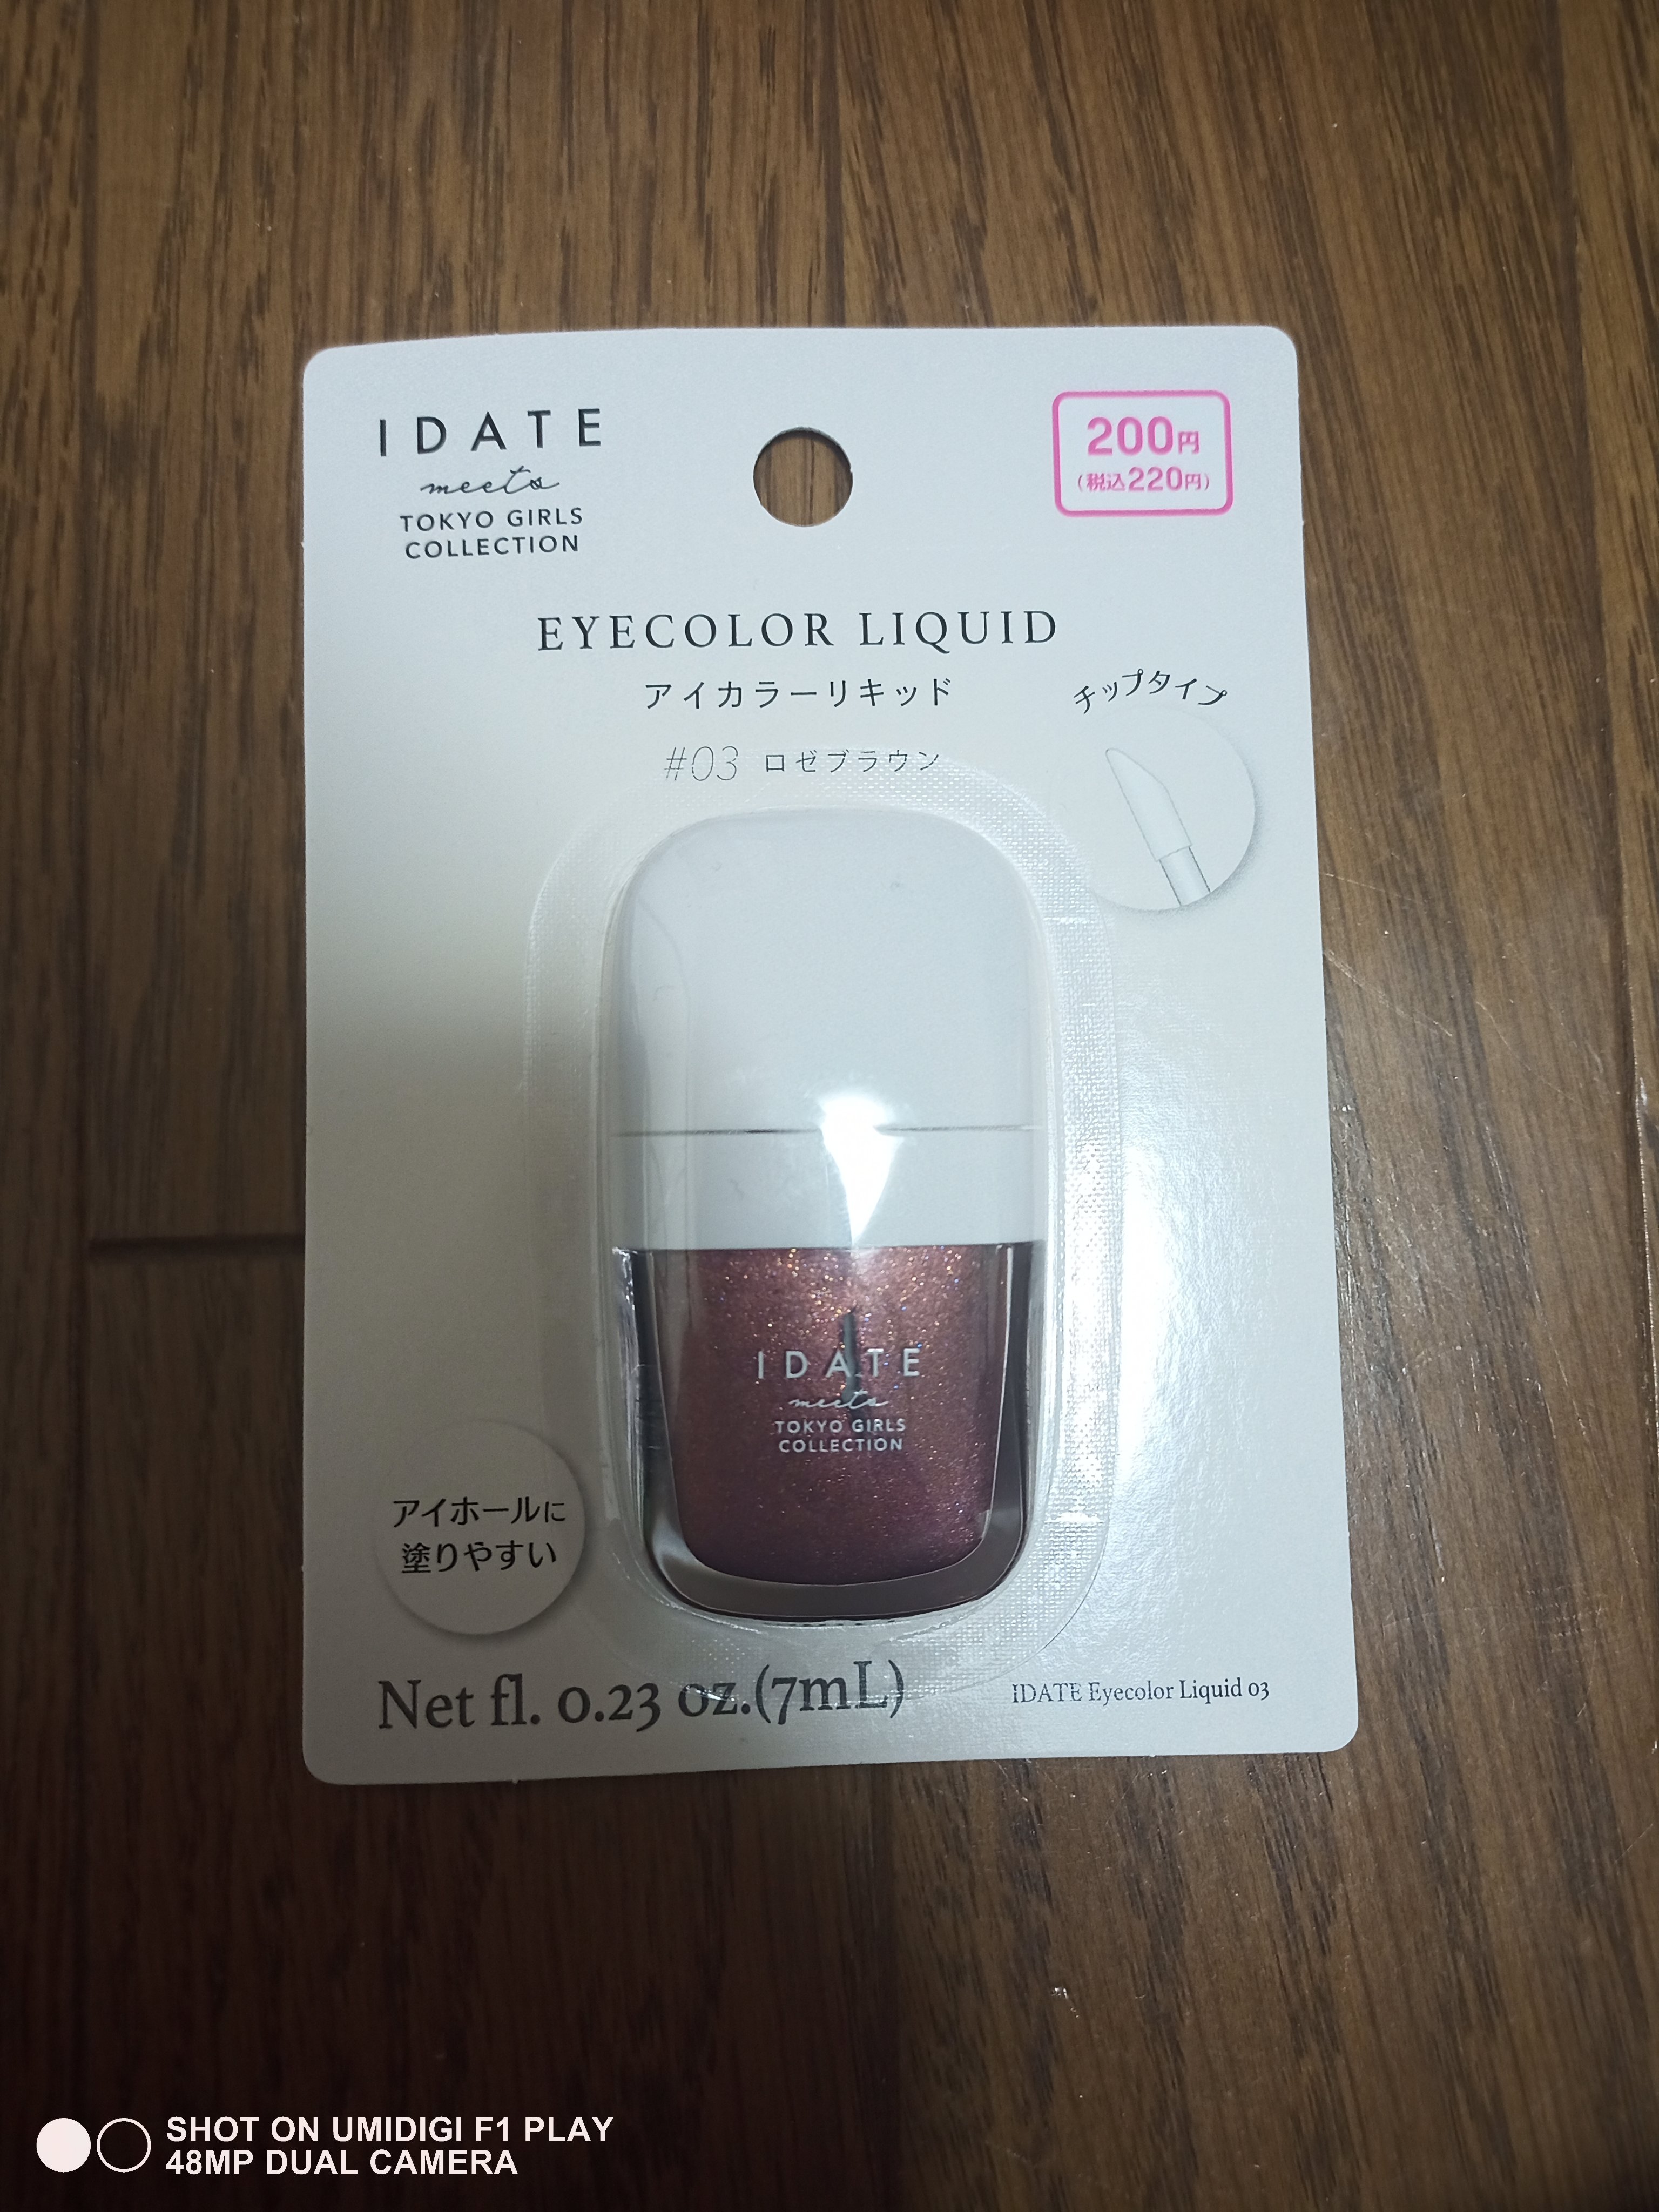 IDATE
meets
TOKYO GIRLS
COLLECTION
200円
(税込220円)
EYECOLOR LIQUID
アイカラーリキッド
チップタイプ
#03 ロゼブラウン
IDATE
meets
TOKYO GIRLS
COLLECTION
アイホールに
塗りやすい
Net fl. 0.23 oz.(7mL)
IDATE Eyecolor Liquid 03
SHOT ON UMIDIGI F1 PLAY
48MP DUAL CAMERA